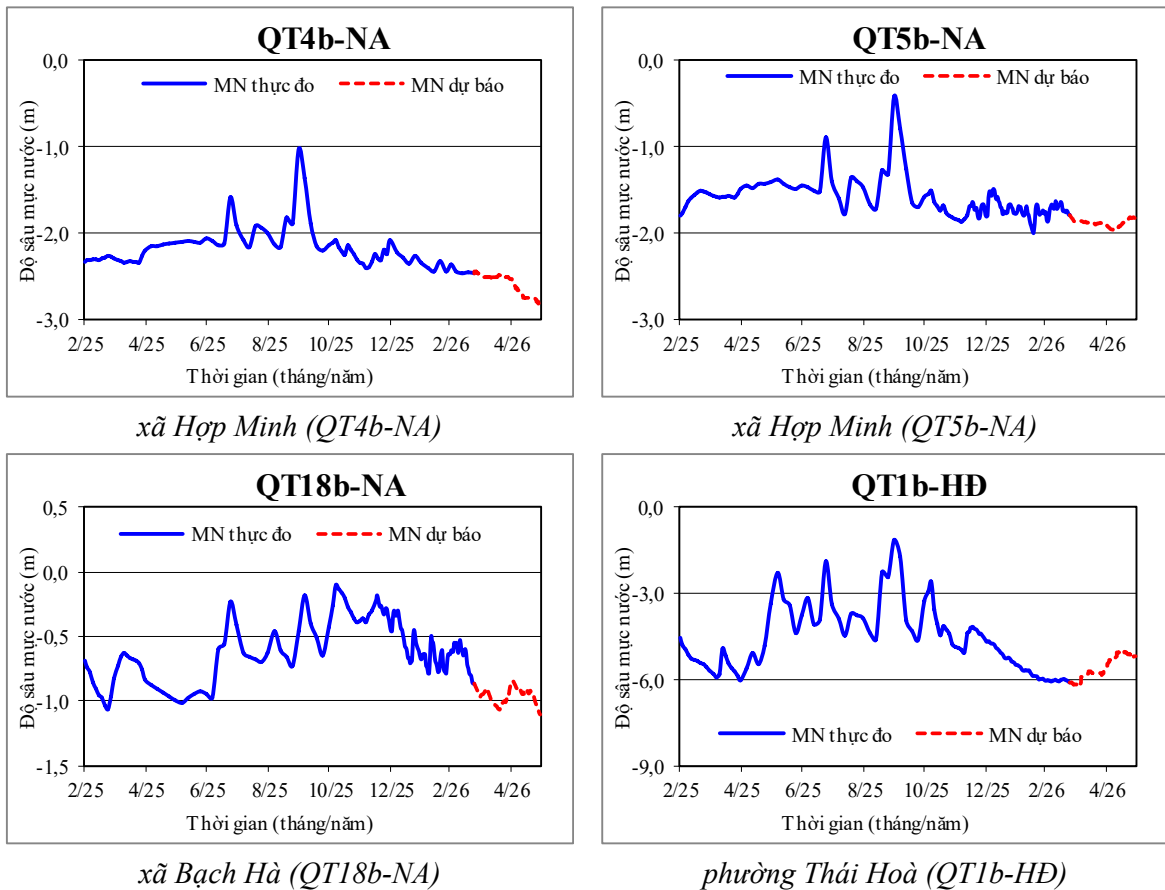 QT4b-NA
0,0
MN thực đo
MN dự báo
-1,0
-2,0
-3,0
Độ sâu mực nước (m)
2/25 4/25 6/25 8/25 10/25 12/25 2/26 4/26
Thời gian (tháng/năm)
xã Hợp Minh (QT4b-NA)
QT5b-NA
0,0
MN thực đo
MN dự báo
-1,0
-2,0
-3,0
Độ sâu mực nước (m)
2/25 4/25 6/25 8/25 10/25 12/25 2/26 4/26
Thời gian (tháng/năm)
xã Hợp Minh (QT5b-NA)
QT18b-NA
0,5
MN thực đo
MN dự báo
0,0
-0,5
-1,0
-1,5
Độ sâu mực nước (m)
2/25 4/25 6/25 8/25 10/25 12/25 2/26 4/26
Thời gian (tháng/năm)
xã Bạch Hà (QT18b-NA)
QT1b-HĐ
0,0
-3,0
-6,0
MN thực đo
MN dự báo
-9,0
Độ sâu mực nước (m)
2/25 4/25 6/25 8/25 10/25 12/25 2/26 4/26
Thời gian (tháng/năm)
phường Thái Hoà (QT1b-HĐ)